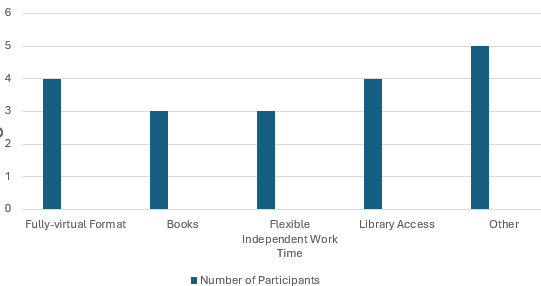 6
5
4
3
2
1
0
Fully-virtual Format
Books
Flexible
Independent Work
Time
Library Access
Other
Number of Participants